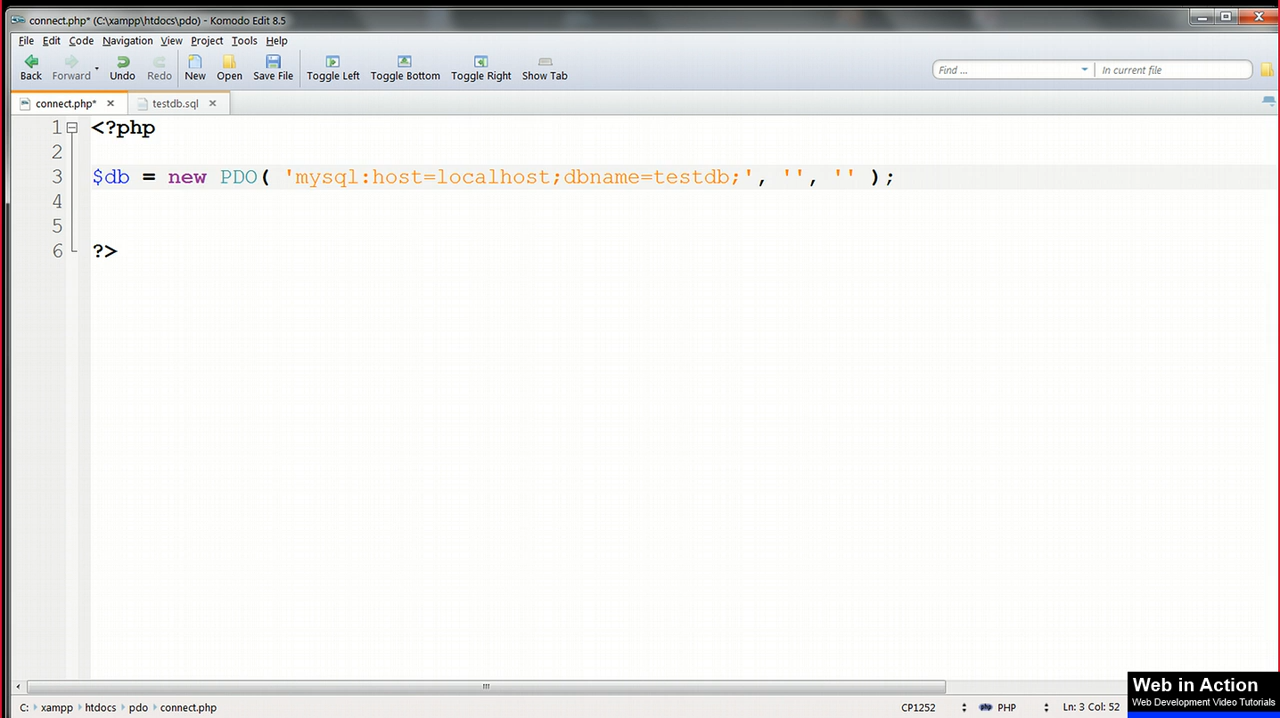 connect.php* (C:\xampp\htdocs\pdo) - Komodo Edit 8.5
File Edit Code Navigation View Project Tools Help
Back Forward Undo Redo New Open Save File Toggle Left Toggle Bottom Toggle Right Show Tab Find ... In current file
connect.php* testdb.sql
1 <?php
2
3 $db = new PDO( 'mysql:host=localhost;dbname=testdb;', '', '' );
4
5
6 ?>
C: xampp htdocs pdo connect.php CP1252 PHP Ln: 3 Col: 52
Web in Action
Web Development Video Tutorials